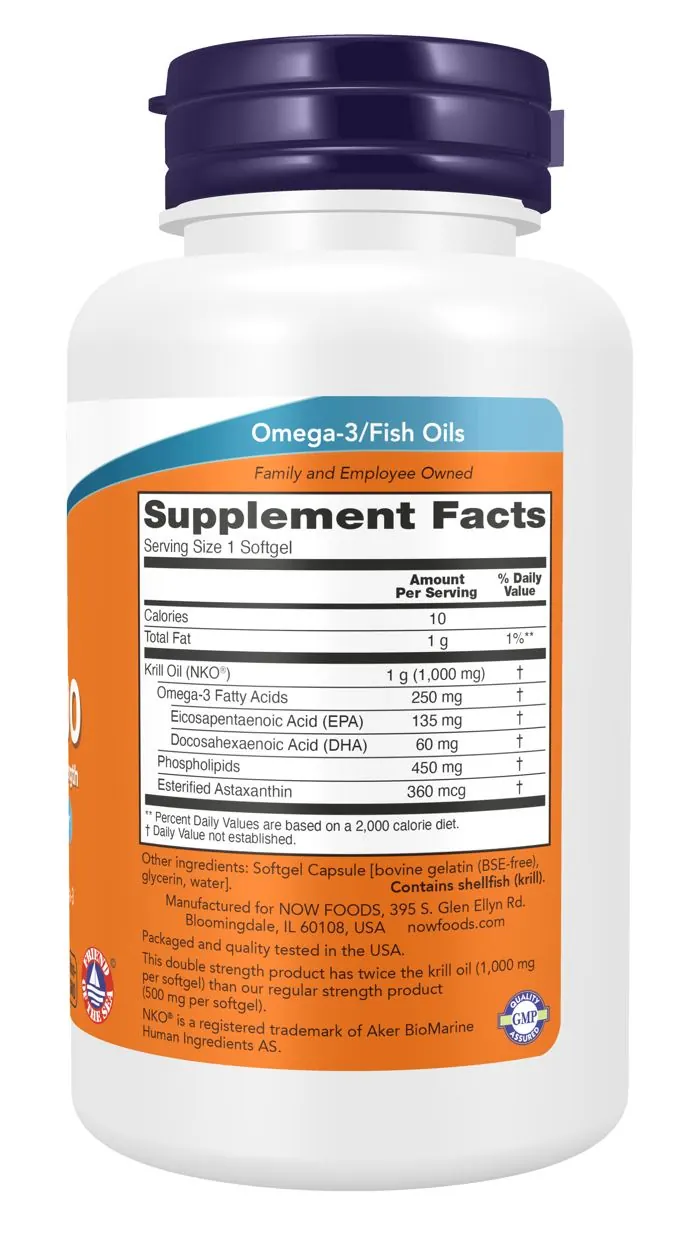 Omega-3/Fish Oils
Family and Employee Owned
Supplement Facts
Serving Size 1 Softgel
Amount Per Serving % Daily Value
Calories 10
Total Fat 1 g 1%**
Krill Oil (NKO®) 1 g (1,000 mg) †
Omega-3 Fatty Acids 250 mg †
Eicosapentaenoic Acid (EPA) 135 mg †
Docosahexaenoic Acid (DHA) 60 mg †
Phospholipids 450 mg †
Esterified Astaxanthin 360 mcg †
** Percent Daily Values are based on a 2,000 calorie diet.
† Daily Value not established.
Other ingredients: Softgel Capsule [bovine gelatin (BSE-free),
glycerin, water]. Contains shellfish (krill).
Manufactured for NOW FOODS, 395 S. Glen Ellyn Rd.
Bloomingdale, IL 60108, USA nowfoods.com
Packaged and quality tested in the USA.
This double strength product has twice the krill oil (1,000 mg
per softgel) than our regular strength product
(500 mg per softgel).
NKO® is a registered trademark of Aker BioMarine
Human Ingredients AS.
FRIEND OF THE SEA®
QUALITY
GMP
ASSURED